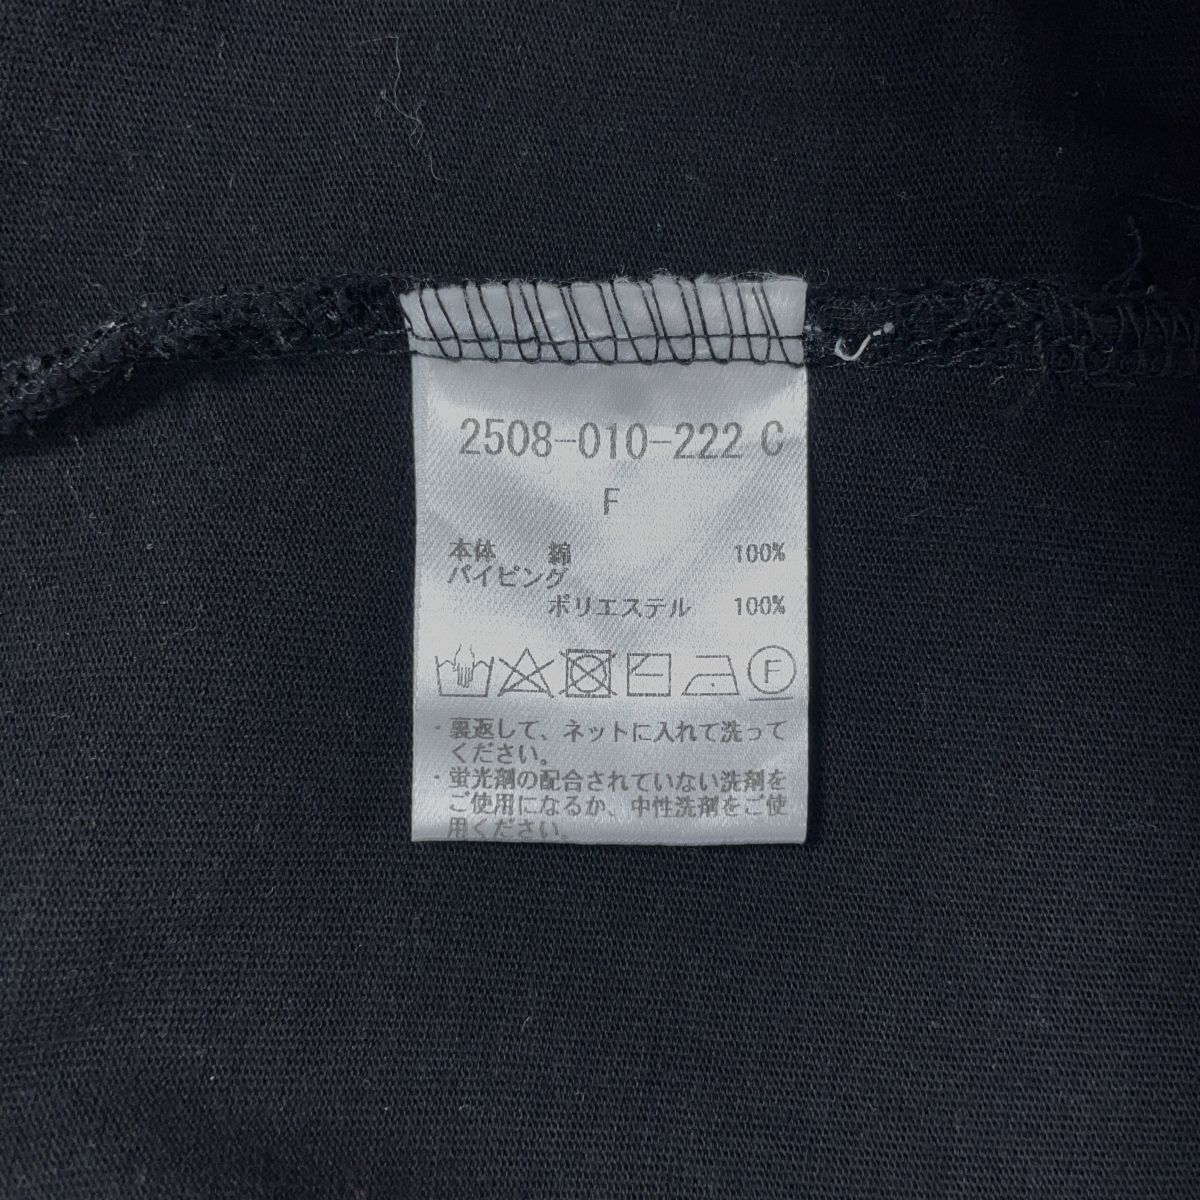 2508-010-222 C
F
本体 綿 100%
パイピング
ポリエステル 100%
F
・裏返して、ネットに入れて洗って
ください。
・蛍光剤の配合されていない洗剤を
ご使用になるか、中性洗剤をご使
用ください。